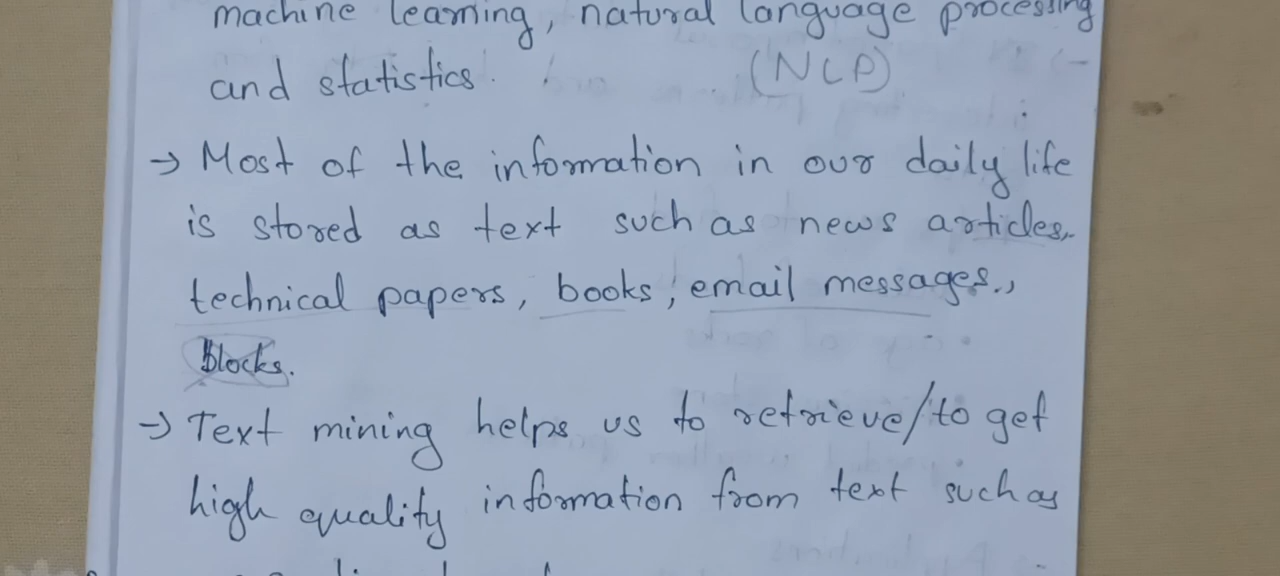 machine learning, natural language processing
and statistics. (NLP)
→ Most of the information in our daily life
is stored as text such as news articles,
technical papers, books, email messages.,
Blocks.
→ Text mining helps us to retrieve/to get
high quality information from text such as